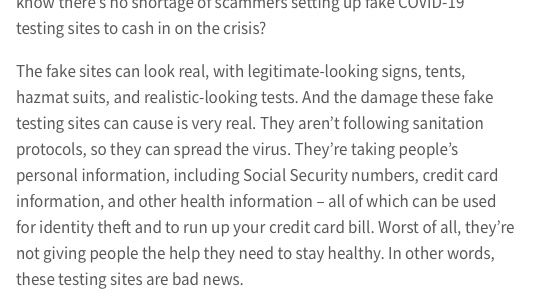 know there's no shortage of scammers setting up fake COVID-19
testing sites to cash in on the crisis?
The fake sites can look real, with legitimate-looking signs, tents,
hazmat suits, and realistic-looking tests. And the damage these fake
testing sites can cause is very real. They aren’t following sanitation
protocols, so they can spread the virus. They’re taking people’s
personal information, including Social Security numbers, credit card
information, and other health information – all of which can be used
for identity theft and to run up your credit card bill. Worst of all, they’re
not giving people the help they need to stay healthy. In other words,
these testing sites are bad news.